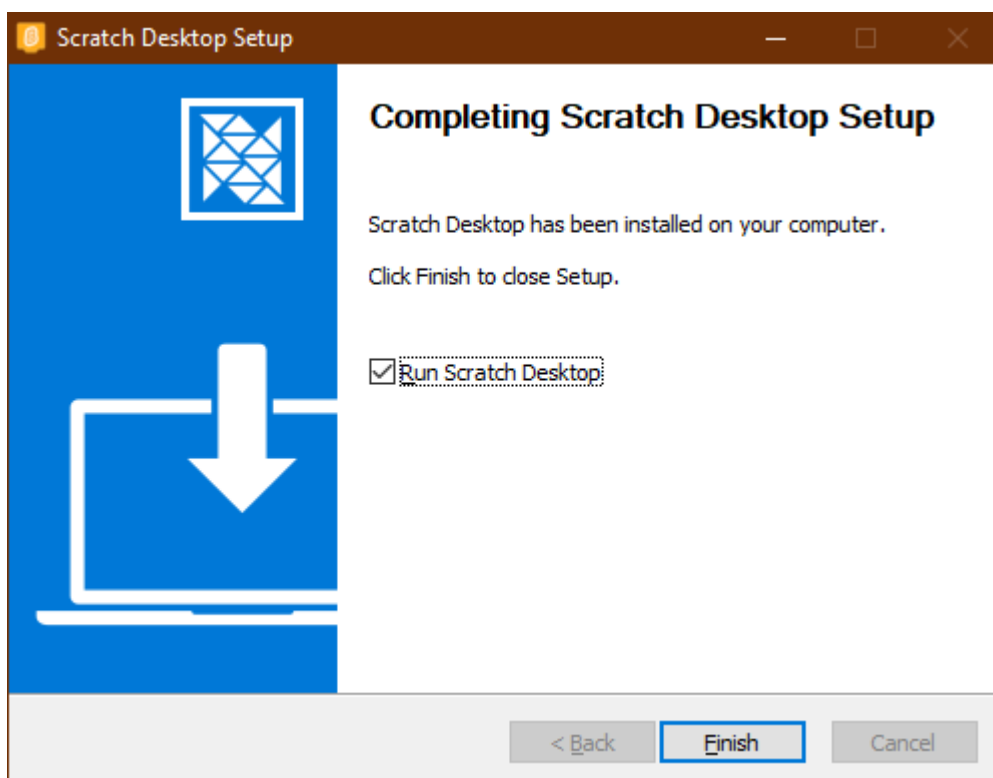 Scratch Desktop Setup
Completing Scratch Desktop Setup
Scratch Desktop has been installed on your computer.
Click Finish to close Setup.
Run Scratch Desktop
< Back Finish Cancel